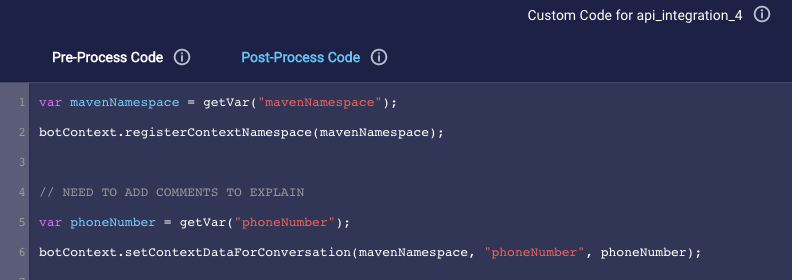 Custom Code for api_integration_4
Pre-Process Code Post-Process Code
1 var mavenNamespace = getVar("mavenNamespace");
2 botContext.registerContextNamespace(mavenNamespace);
3
4 // NEED TO ADD COMMENTS TO EXPLAIN
5 var phoneNumber = getVar("phoneNumber");
6 botContext.setContextDataForConversation(mavenNamespace, "phoneNumber", phoneNumber);